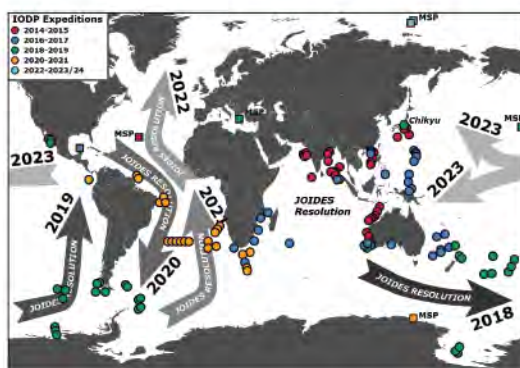 IODP Expeditions
2014-2015
2016-2017
2018-2019
2020-2021
2022-2023/24
MSP
2022
MSP
MSP
Chikyu
MSP
2023
2023
2023
JOIDES RESOLUTION
JOIDES RESOLUTION
JOIDES
Resolution
2019
2021
JOIDES RESOLUTION
2020
JOIDES RESOLUTION
JOIDES RESOLUTION
JOIDES RESOLUTION
2018
MSP